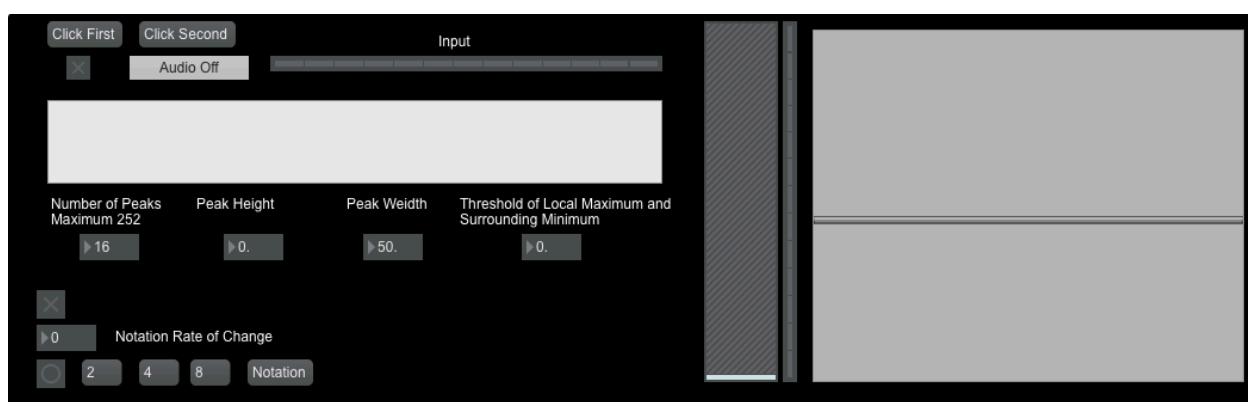 Click First
Click Second
Input
Audio Off
Number of Peaks
Maximum 252
Peak Height
Peak Weidth
Threshold of Local Maximum and
Surrounding Minimum
16
0.
50.
0.
0
Notation Rate of Change
2
4
8
Notation